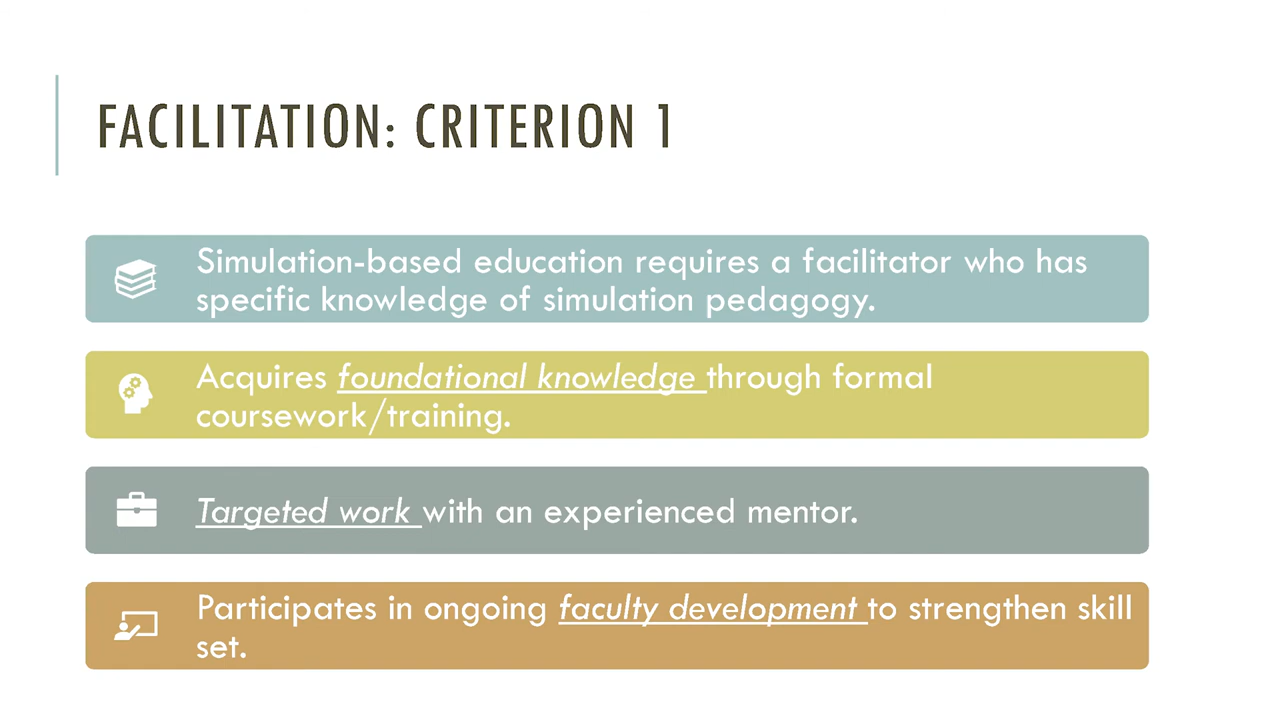 FACILITATION: CRITERION 1
Simulation-based education requires a facilitator who has
specific knowledge of simulation pedagogy.
Acquires foundational knowledge through formal
coursework/training.
Targeted work with an experienced mentor.
Participates in ongoing faculty development to strengthen skill
set.